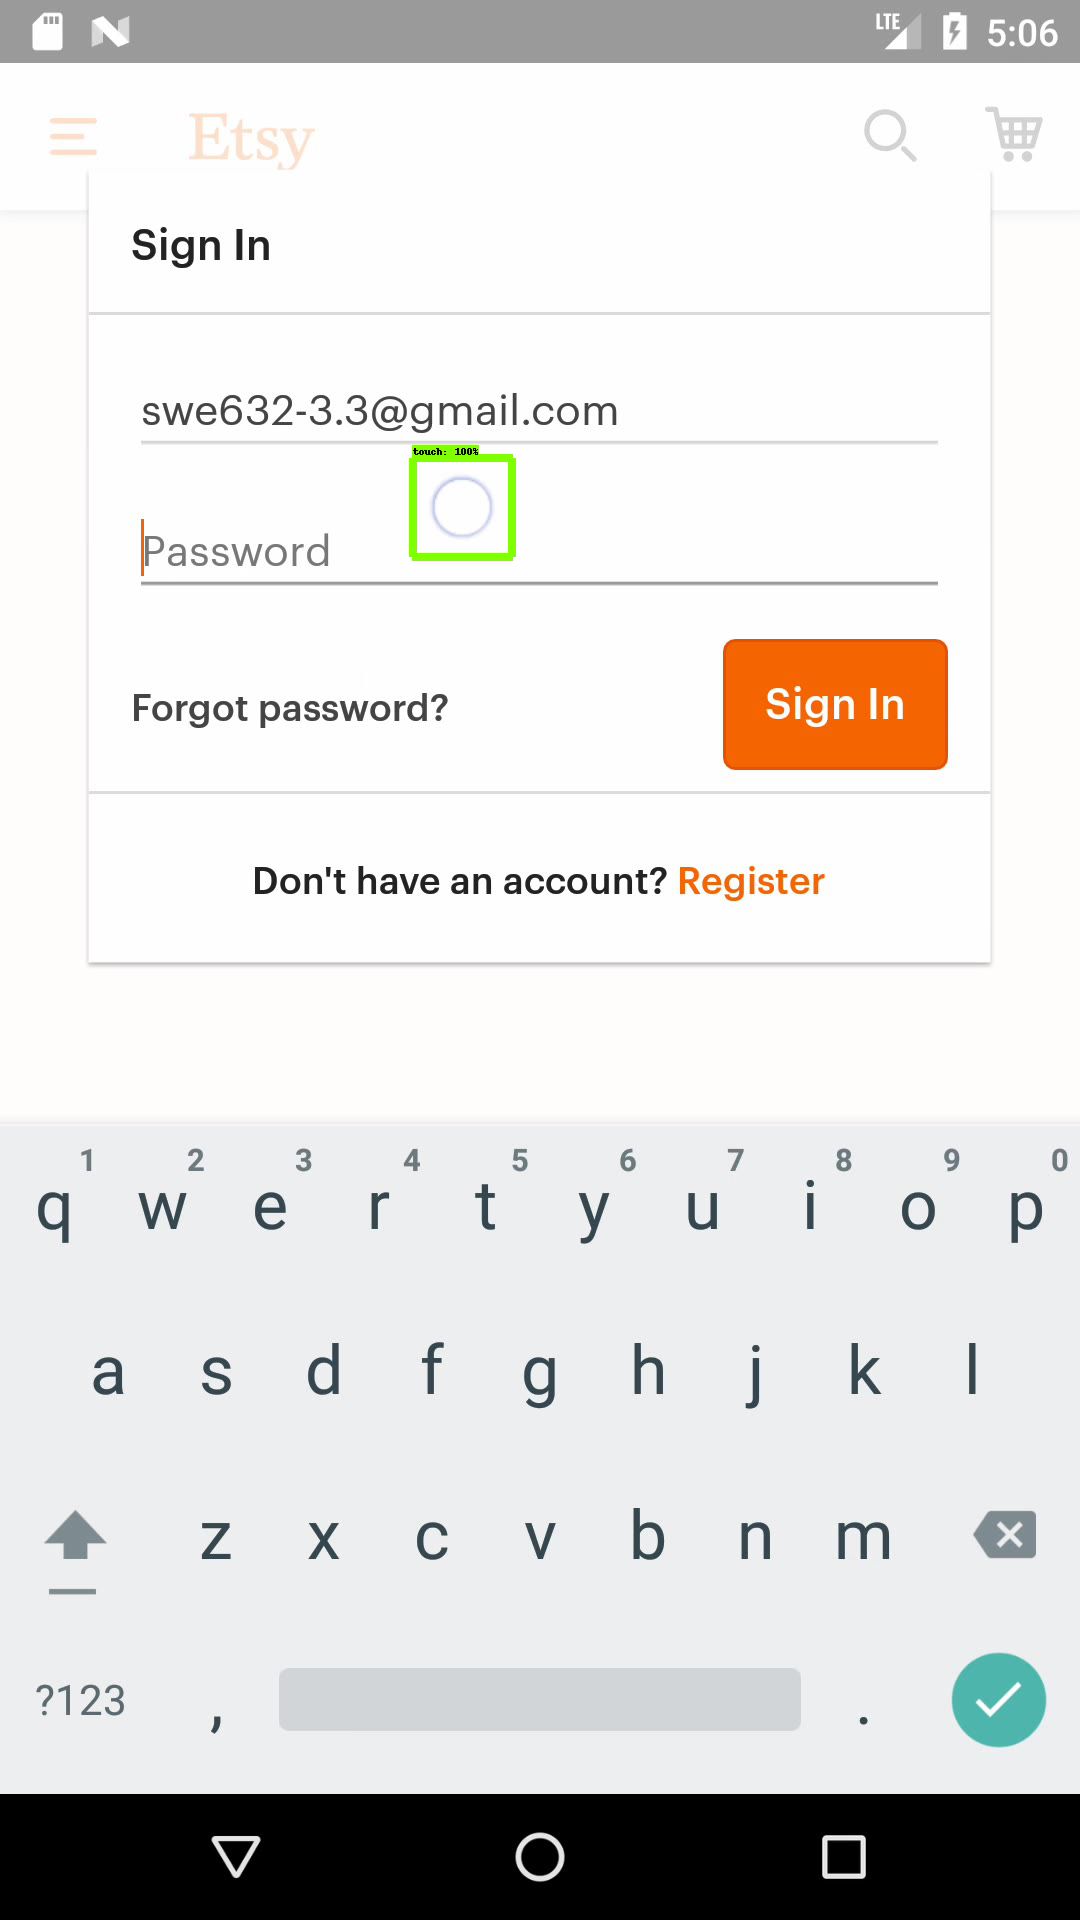 LTE 5:06
Etsy
Sign In
swe632-3.3@gmail.com
touch: 100%
Password
Forgot password?
Sign In
Don't have an account? Register
1 2 3 4 5 6 7 8 9 0
q w e r t y u i o p
a s d f g h j k l
z x c v b n m
?123 , .